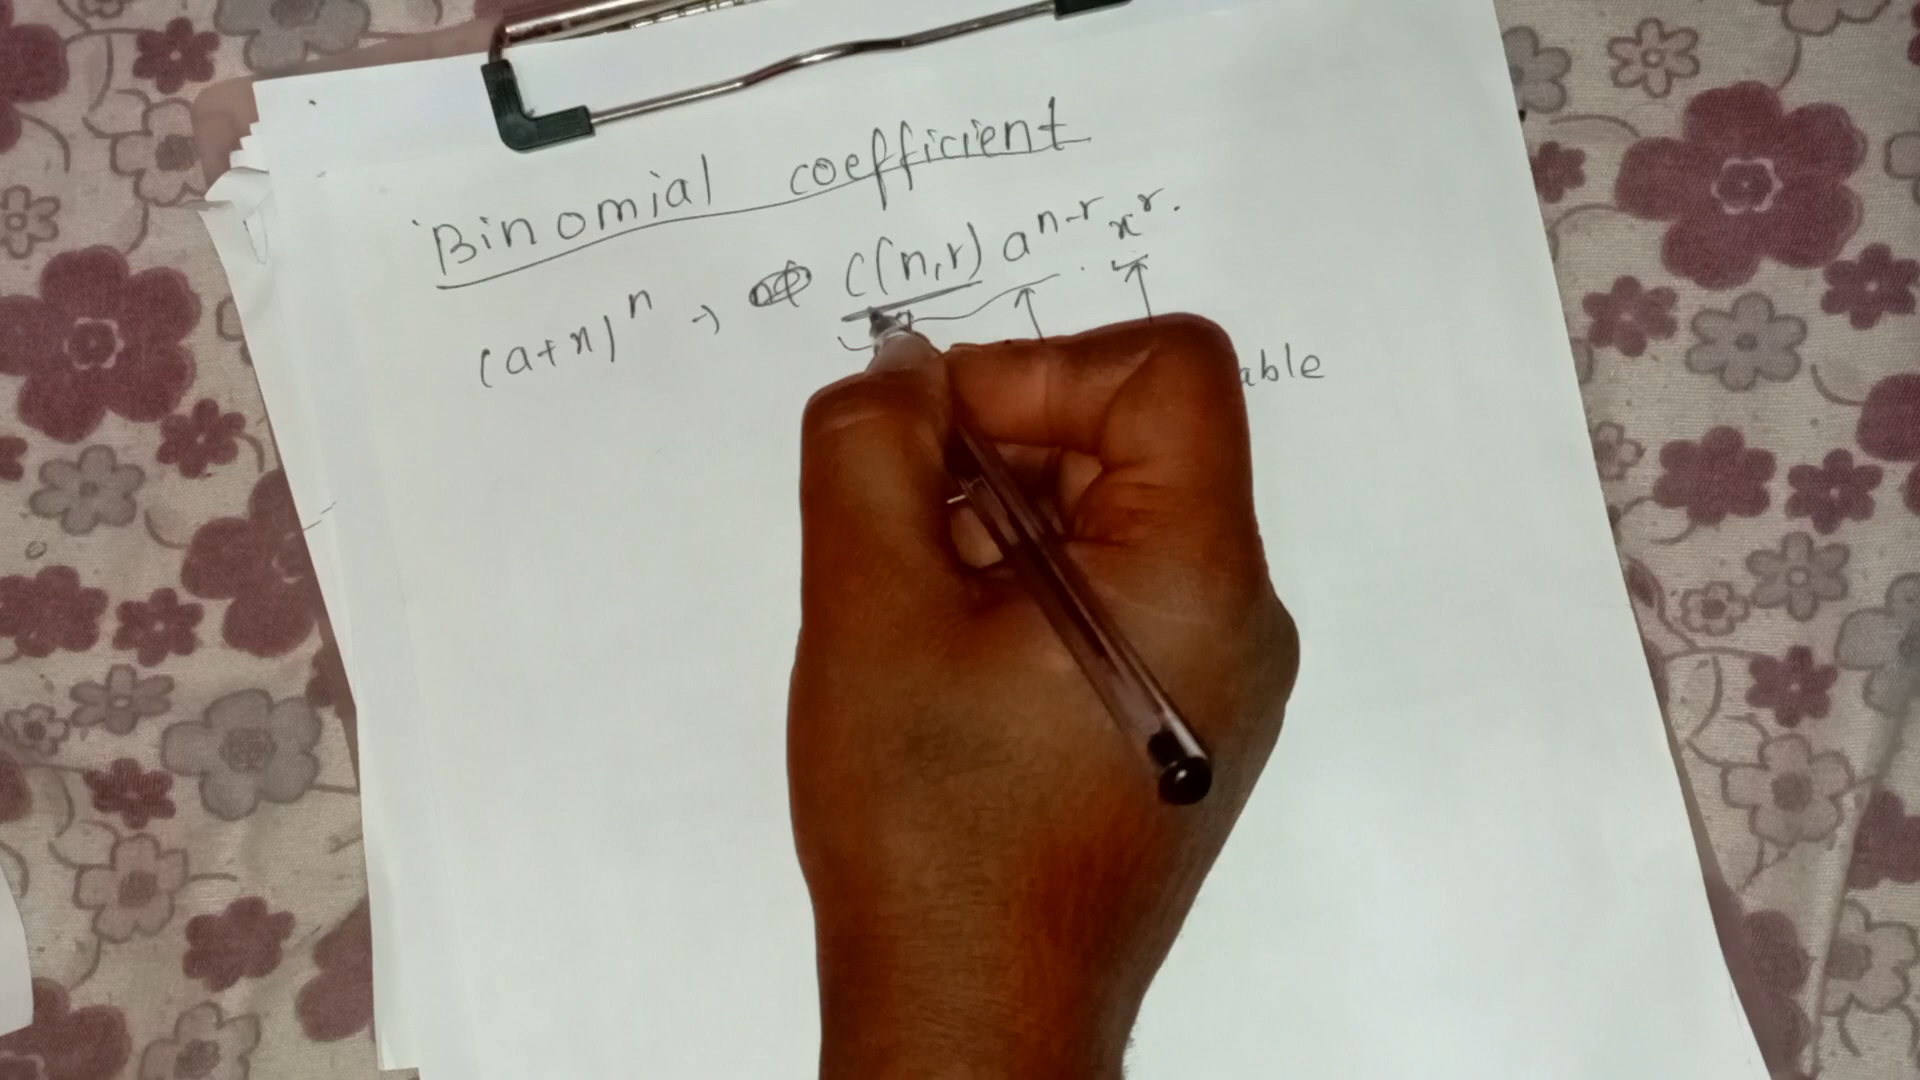 Binomial coefficient
(a+x)^n → C(n,r) a^{n-r} x^r.
able